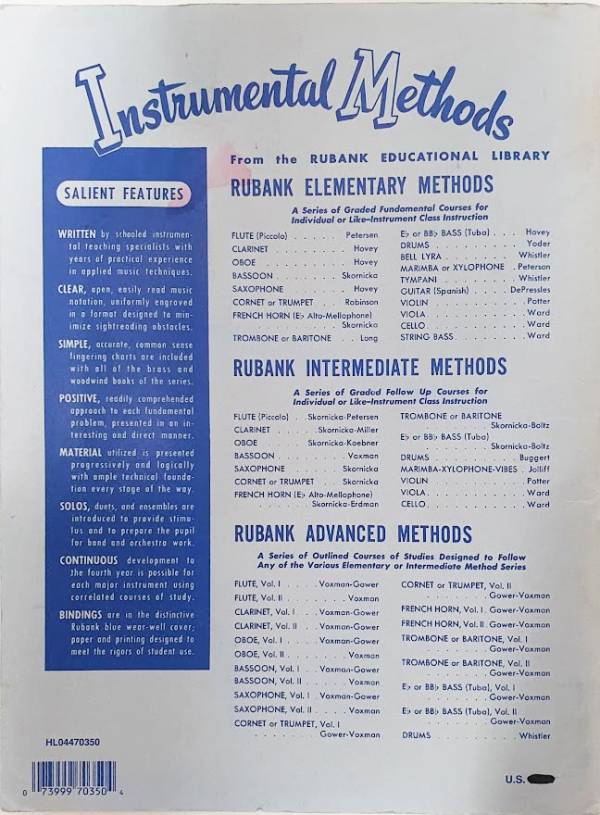 Instrumental Methods
From the RUBANK EDUCATIONAL LIBRARY
SALIENT FEATURES
WRITTEN by schooled instrumen-
tal teaching specialists with
years of practical experience
in applied music techniques.
CLEAR, open, easily read music
notation, uniformly engraved
in a format designed to min-
imize sightreading obstacles.
SIMPLE, accurate, common sense
fingering charts are included
with all of the brass and
woodwind books of the series.
POSITIVE, readily comprehended
approach to each fundamental
problem, presented in an in-
teresting and direct manner.
MATERIAL utilized is presented
progressively and logically
with ample technical founda-
tion every stage of the way.
SOLOS, duets, and ensembles are
introduced to provide stimu-
lus and to prepare the pupil
for band and orchestra work.
CONTINUOUS development to
the fourth year is possible for
each major instrument using
correlated courses of study.
BINDINGS are in the distinctive
Rubank blue wear-well cover;
paper and printing designed to
meet the rigors of student use.
RUBANK ELEMENTARY METHODS
A Series of Graded Fundamental Courses for
Individual or Like-Instrument Class Instruction
FLUTE (Piccolo) . . . . . . Petersen
CLARINET . . . . . . . . . Hovey
OBOE . . . . . . . . . . Hovey
BASSOON . . . . . . . . Skornicka
SAXOPHONE . . . . . . . . Hovey
CORNET or TRUMPET . . . Robinson
FRENCH HORN (E♭ Alto-Mellophone)
. . . . . . . . . . . Skornicka
TROMBONE or BARITONE . . Long
E♭ or BB♭ BASS (Tuba) . . . Hovey
DRUMS . . . . . . . . . . Yoder
BELL LYRA . . . . . . . . Whistler
MARIMBA or XYLOPHONE . Peterson
TYMPANI . . . . . . . . Whistler
GUITAR (Spanish) . . . . DePressles
VIOLIN . . . . . . . . . . Potter
VIOLA . . . . . . . . . . Ward
CELLO . . . . . . . . . . Ward
STRING BASS . . . . . . . Ward
RUBANK INTERMEDIATE METHODS
A Series of Graded Follow Up Courses for
Individual or Like-Instrument Class Instruction
FLUTE (Piccolo) . . Skornicka-Petersen
CLARINET . . . . Skornicka-Miller
OBOE . . . . Skornicka-Koebner
BASSOON . . . . . . . . Voxman
SAXOPHONE . . . . . . Skornicka
CORNET or TRUMPET . . Skornicka
FRENCH HORN (E♭ Alto-Mellophone)
. . . . . . . . Skornicka-Erdman
TROMBONE or BARITONE
. . . . . . . . Skornicka-Boltz
E♭ or BB♭ BASS (Tuba)
. . . . . . . . Skornicka-Boltz
DRUMS . . . . . . . . . Buggert
MARIMBA-XYLOPHONE-VIBES . Jolliff
VIOLIN . . . . . . . . . . Potter
VIOLA . . . . . . . . . . Ward
CELLO . . . . . . . . . . Ward
RUBANK ADVANCED METHODS
A Series of Outlined Courses of Studies Designed to Follow
Any of the Various Elementary or Intermediate Method Series
FLUTE, Vol. I . . . . Voxman-Gower
FLUTE, Vol. II . . . . . . . Voxman
CLARINET, Vol. I . . . Voxman-Gower
CLARINET, Vol. II . . Voxman-Gower
OBOE, Vol. I . . . . Voxman-Gower
OBOE, Vol. II . . . . . . . Voxman
BASSOON, Vol. I . . Voxman-Gower
BASSOON, Vol. II . . . . . Voxman
SAXOPHONE, Vol. I . Voxman-Gower
SAXOPHONE, Vol. II . . . . Voxman
CORNET or TRUMPET, Vol. I
. . . . . . . . . Gower-Voxman
CORNET or TRUMPET, Vol. II
. . . . . . . . . Gower-Voxman
FRENCH HORN, Vol. I . Gower-Voxman
FRENCH HORN, Vol. II . Gower-Voxman
TROMBONE or BARITONE, Vol. I
. . . . . . . . . Gower-Voxman
TROMBONE or BARITONE, Vol. II
. . . . . . . . . Gower-Voxman
E♭ or BB♭ BASS (Tuba), Vol. I
. . . . . . . . . Gower-Voxman
E♭ or BB♭ BASS (Tuba), Vol. II
. . . . . . . . . Gower-Voxman
DRUMS . . . . . . . . . Whistler
HL04470350
0 73999 70350 4
U.S.